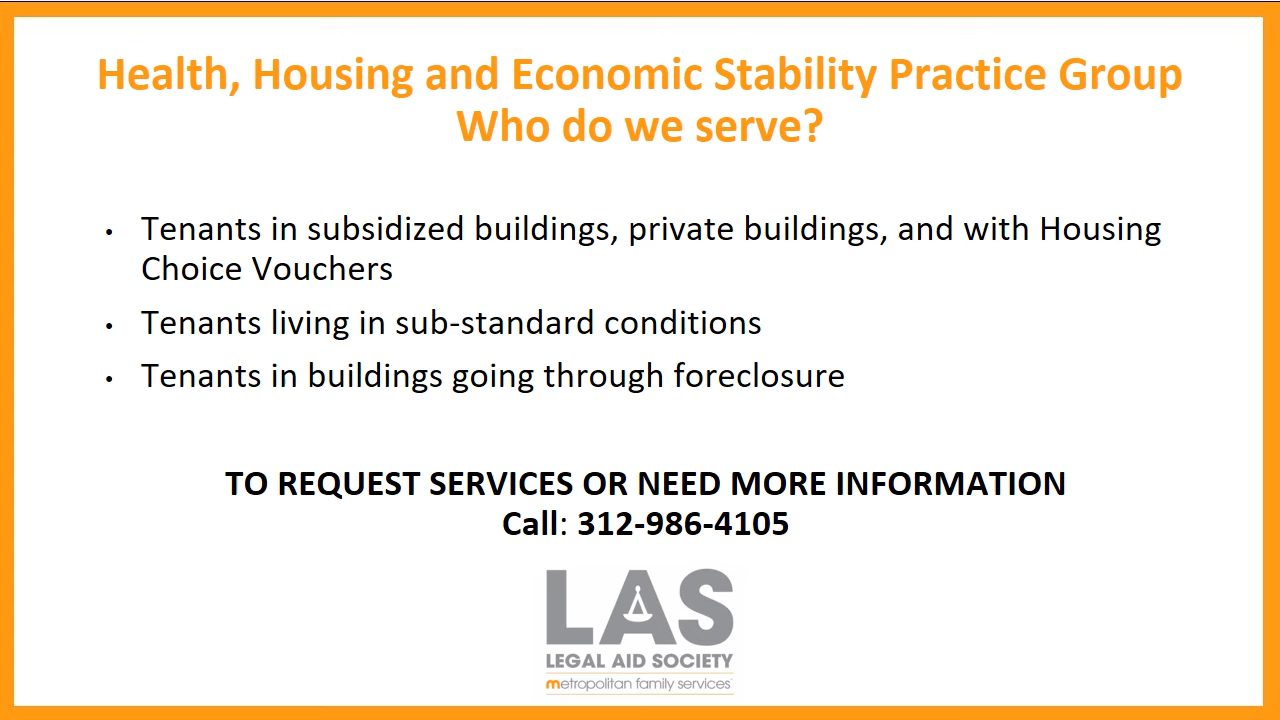 Health, Housing and Economic Stability Practice Group
Who do we serve?
• Tenants in subsidized buildings, private buildings, and with Housing
Choice Vouchers
• Tenants living in sub-standard conditions
• Tenants in buildings going through foreclosure
TO REQUEST SERVICES OR NEED MORE INFORMATION
Call: 312-986-4105
LAS
LEGAL AID SOCIETY
metropolitan family services